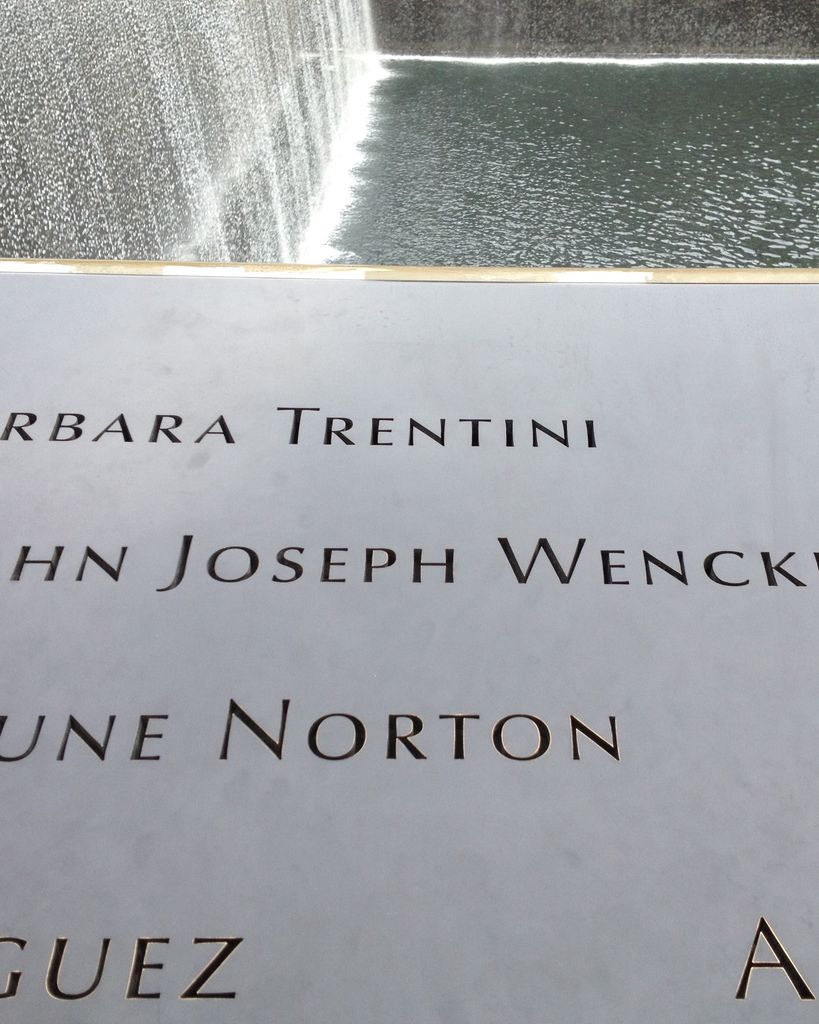 RBARA TRENTINI
HN JOSEPH WENCK
UNE NORTON
GUEZ A